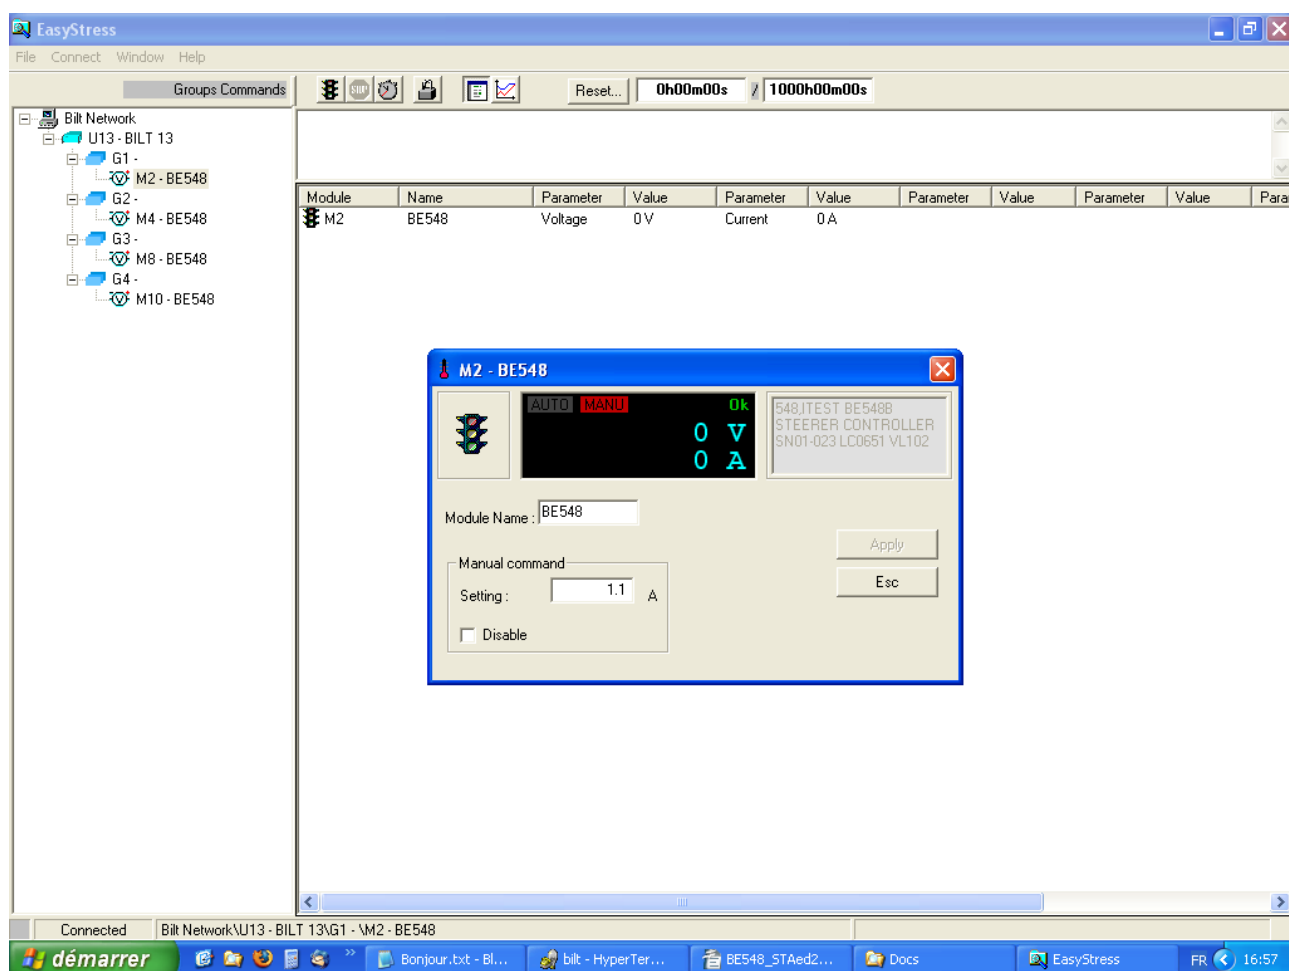 EasyStress
File Connect Window Help
Groups Commands
STOP
Reset... 0h00m00s / 1000h00m00s
Bilt Network
U13 - BILT 13
G1 -
M2 - BE548
G2 -
M4 - BE548
G3 -
M8 - BE548
G4 -
M10 - BE548
Module Name Parameter Value Parameter Value Parameter Value Parameter Value Para
M2 BE548 Voltage 0 V Current 0 A
M2 - BE548
AUTO MANU Ok
0 V
0 A
548,ITEST BE548B
STEERER CONTROLLER
SN01-023 LC0651 VL102
Module Name : BE548
Manual command
Setting : 1.1 A
Disable
Apply
Esc
Connected Bilt Network\U13 - BILT 13\G1 - \M2 - BE548
démarrer » Bonjour.txt - Bl... bilt - HyperTer... BE548_STAed2... Docs EasyStress FR 16:57